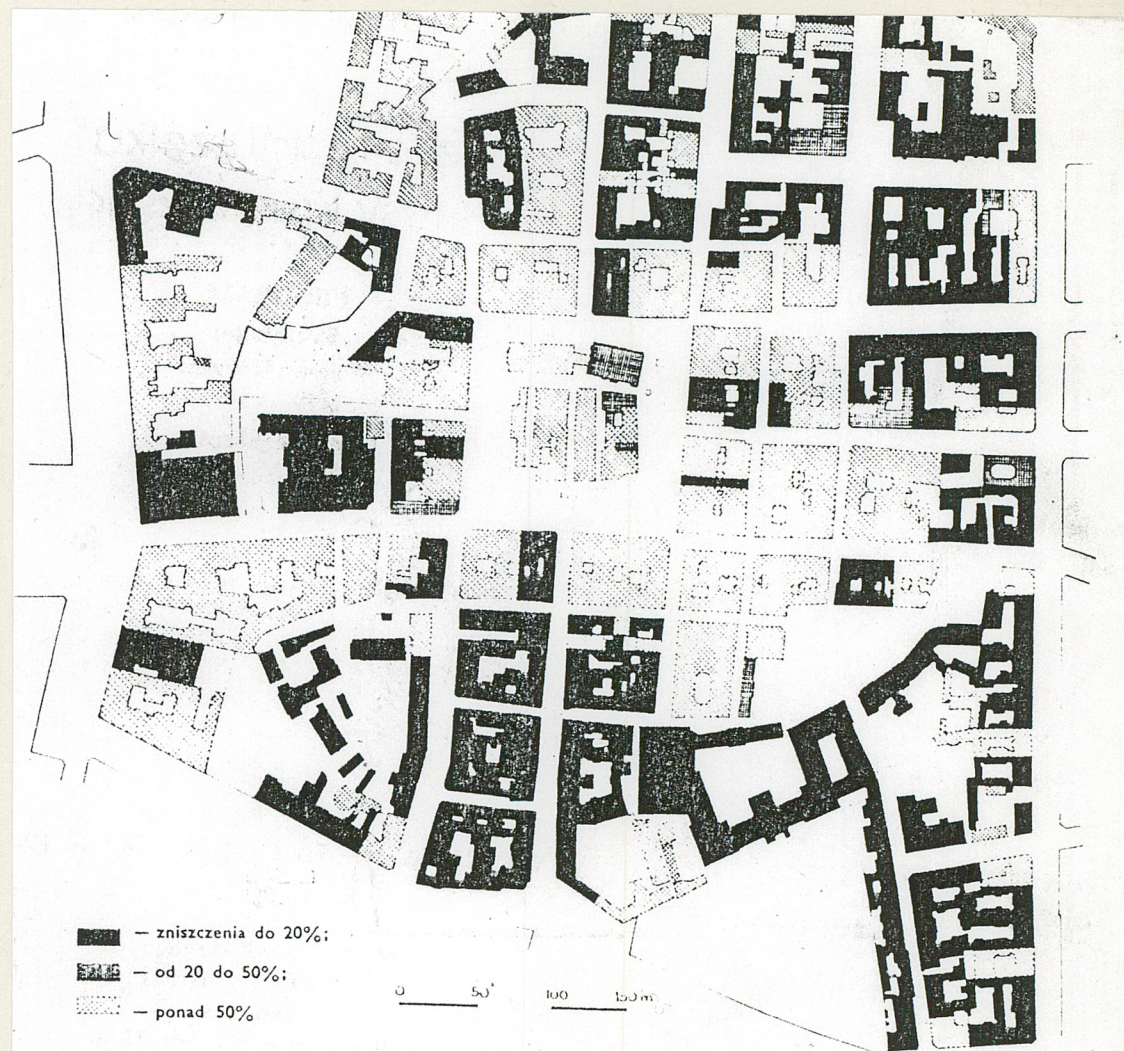 — zniszczenia do 20%;
— od 20 do 50%;
— ponad 50%
0 50 100 150 m